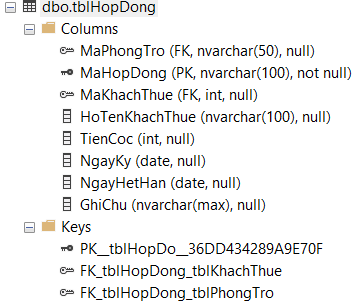 dbo.tblHopDong
Columns
MaPhongTro (FK, nvarchar(50), null)
MaHopDong (PK, nvarchar(100), not null)
MaKhachThue (FK, int, null)
HoTenKhachThue (nvarchar(100), null)
TienCoc (int, null)
NgayKy (date, null)
NgayHetHan (date, null)
GhiChu (nvarchar(max), null)
Keys
PK__tblHopDo__36DD434289A9E70F
FK_tblHopDong_tblKhachThue
FK_tblHopDong_tblPhongTro